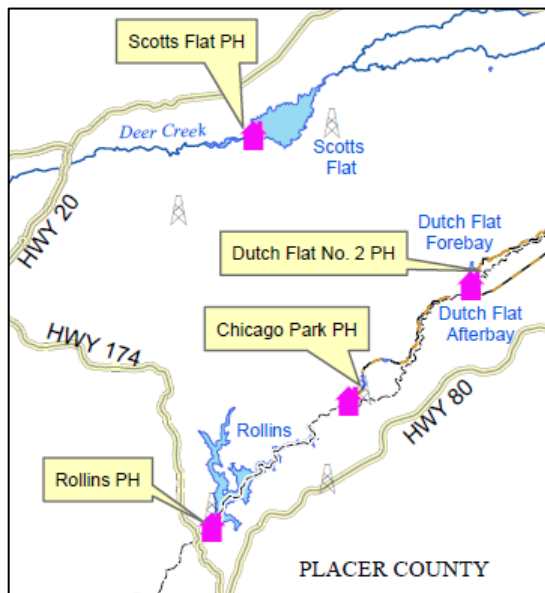 Scotts Flat PH
Deer Creek
Scotts
Flat
HWY 20
Dutch Flat
Forebay
Dutch Flat No. 2 PH
Dutch Flat
Afterbay
Chicago Park PH
HWY 174
HWY 80
Rollins
Rollins PH
PLACER COUNTY